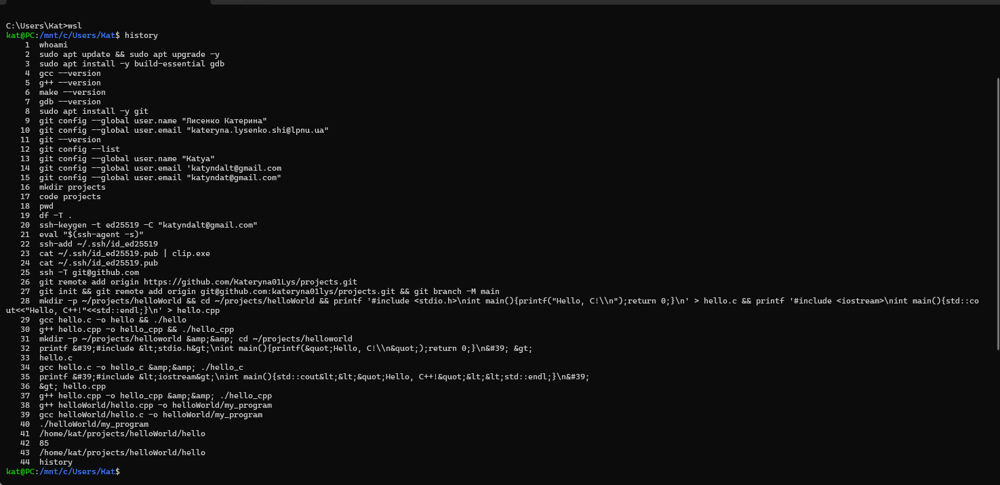 C:\Users\Kat>wsl
kat@PC:/mnt/c/Users/Kat$ history
    1  whoami
    2  sudo apt update && sudo apt upgrade -y
    3  sudo apt install -y build-essential gdb
    4  gcc --version
    5  g++ --version
    6  make --version
    7  gdb --version
    8  sudo apt install -y git
    9  git config --global user.name "Лисенко Катерина"
   10  git config --global user.email "kateryna.lysenko.shi@lpnu.ua"
   11  git --version
   12  git config --list
   13  git config --global user.name "Katya"
   14  git config --global user.email 'katyndalt@gmail.com
   15  git config --global user.email "katyndat@gmail.com"
   16  mkdir projects
   17  code projects
   18  pwd
   19  df -T .
   20  ssh-keygen -t ed25519 -C "katyndalt@gmail.com"
   21  eval "$(ssh-agent -s)"
   22  ssh-add ~/.ssh/id_ed25519
   23  cat ~/.ssh/id_ed25519.pub | clip.exe
   24  cat ~/.ssh/id_ed25519.pub
   25  ssh -T git@github.com
   26  git remote add origin https://github.com/Kateryna01Lys/projects.git
   27  git init && git remote add origin git@github.com:kateryna01lys/projects.git && git branch -M main
   28  mkdir -p ~/projects/helloWorld && cd ~/projects/helloWorld && printf '#include <stdio.h>\nint main(){printf("Hello, C!\\n");return 0;}\n' > hello.c && printf '#include <iostream>\nint main(){std::co
ut<<"Hello, C++!"<<std::endl;}\n' > hello.cpp
   29  gcc hello.c -o hello && ./hello
   30  g++ hello.cpp -o hello_cpp && ./hello_cpp
   31  mkdir -p ~/projects/helloworld &amp;&amp; cd ~/projects/helloworld
   32  printf &#39;#include &lt;stdio.h&gt;\nint main(){printf(&quot;Hello, C!\\n&quot;);return 0;}\n&#39; &gt;
   33  hello.c
   34  gcc hello.c -o hello_c &amp;&amp; ./hello_c
   35  printf &#39;#include &lt;iostream&gt;\nint main(){std::cout&lt;&lt;&quot;Hello, C++!&quot;&lt;&lt;std::endl;}\n&#39;
   36  &gt; hello.cpp
   37  g++ hello.cpp -o hello_cpp &amp;&amp; ./hello_cpp
   38  g++ helloWorld/hello.cpp -o helloWorld/my_program
   39  gcc helloWorld/hello.c -o helloWorld/my_program
   40  ./helloWorld/my_program
   41  /home/kat/projects/helloWorld/hello
   42  85
   43  /home/kat/projects/helloWorld/hello
   44  history
kat@PC:/mnt/c/Users/Kat$